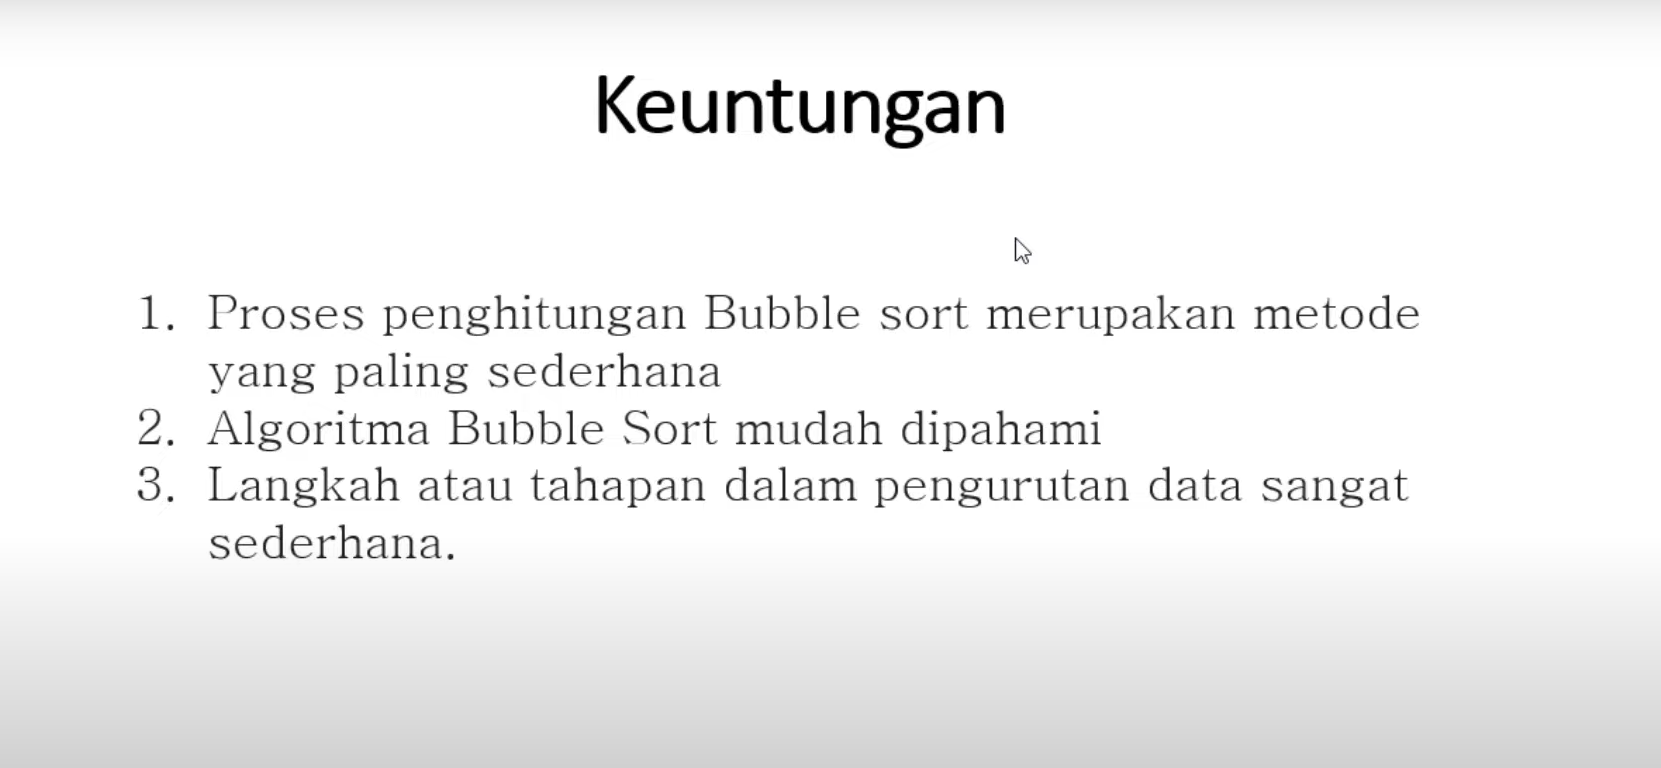 Keuntungan
1. Proses penghitungan Bubble sort merupakan metode
yang paling sederhana
2. Algoritma Bubble Sort mudah dipahami
3. Langkah atau tahapan dalam pengurutan data sangat
sederhana.